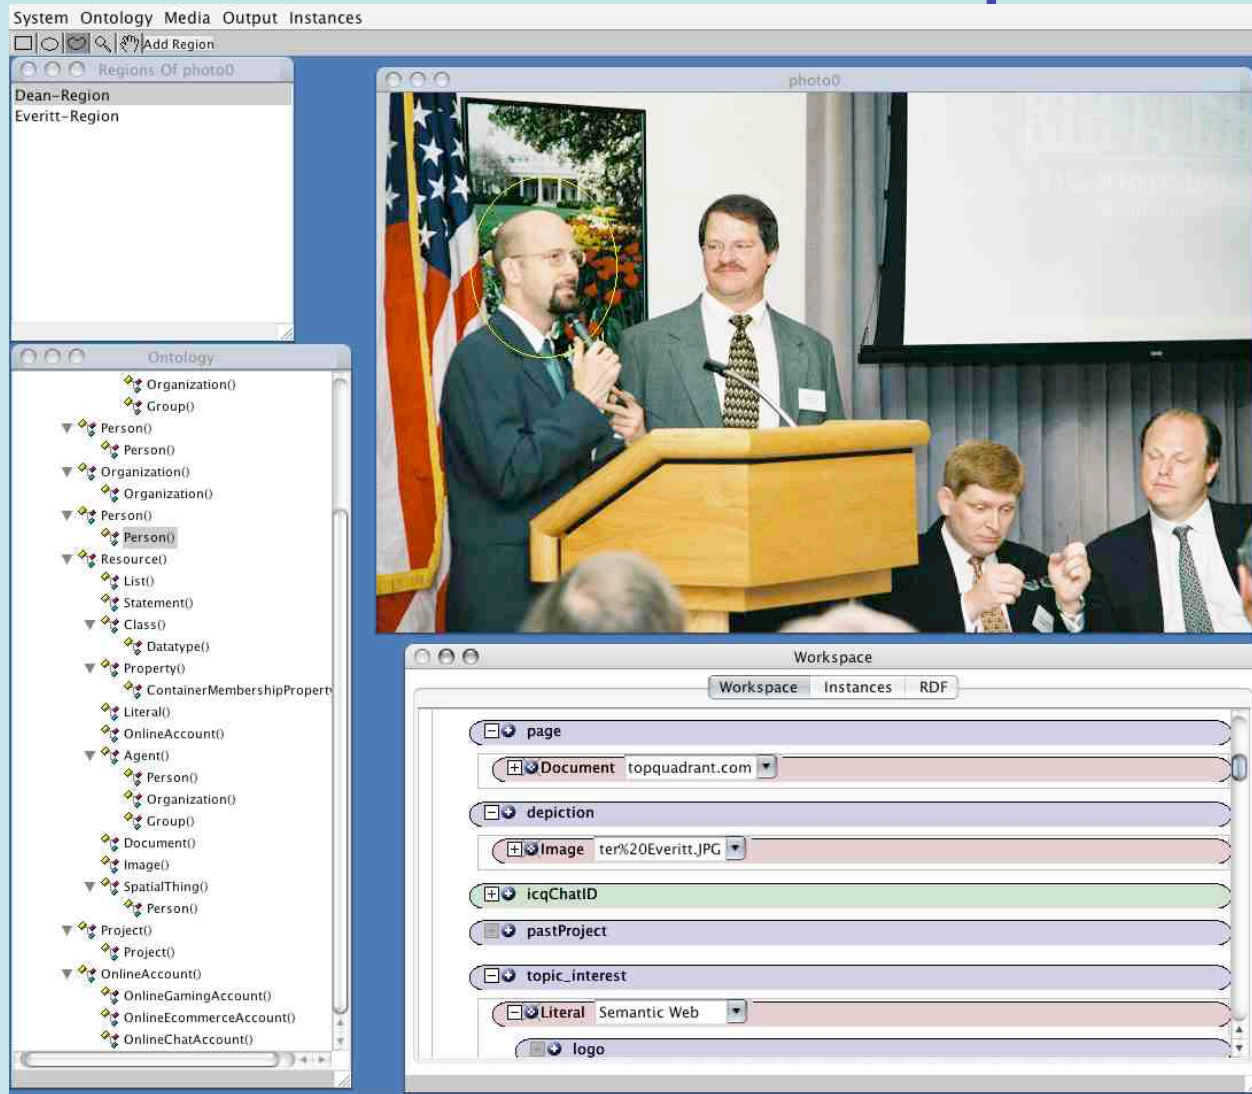 System Ontology Media Output Instances
Add Region
Regions Of photo0
Dean-Region
Everitt-Region
photo0
Ontology
Organization()
Group()
Person()
Person()
Organization()
Organization()
Person()
Person()
Resource()
List()
Statement()
Class()
Datatype()
Property()
ContainerMembershipPropert
Literal()
OnlineAccount()
Agent()
Person()
Organization()
Group()
Document()
Image()
SpatialThing()
Person()
Project()
Project()
OnlineAccount()
OnlineGamingAccount()
OnlineEcommerceAccount()
OnlineChatAccount()
Workspace
Workspace Instances RDF
page
Document topquadrant.com
depiction
Image ter%20Everitt.JPG
icqChatID
pastProject
topic_interest
Literal Semantic Web
logo